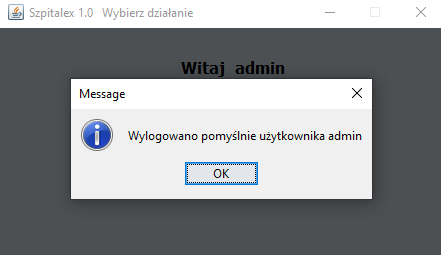 Szpitalex 1.0 Wybierz działanie
Witaj admin
Message
Wylogowano pomyślnie użytkownika admin
OK